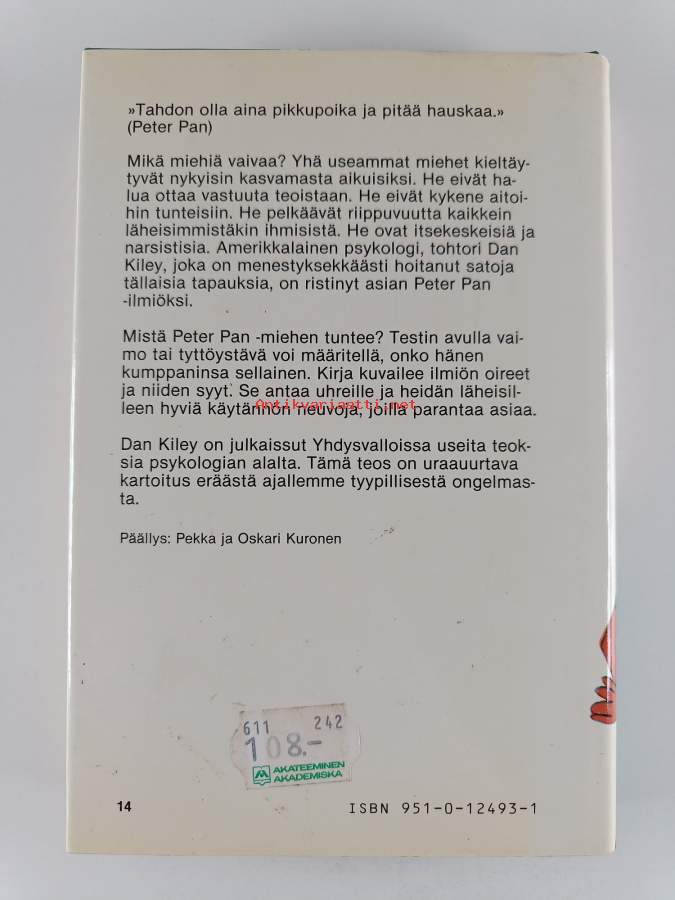 »Tahdon olla aina pikkupoika ja pitää hauskaa.»
(Peter Pan)
Mikä miehiä vaivaa? Yhä useammat miehet kieltäy-
tyvät nykyisin kasvamasta aikuisiksi. He eivät ha-
lua ottaa vastuuta teoistaan. He eivät kykene aitoi-
hin tunteisiin. He pelkäävät riippuvuutta kaikkein
läheisimmistäkin ihmisistä. He ovat itsekeskeisiä ja
narsistisia. Amerikkalainen psykologi, tohtori Dan
Kiley, joka on menestyksekkäästi hoitanut satoja
tällaisia tapauksia, on ristinyt asian Peter Pan
-ilmiöksi.
Mistä Peter Pan -miehen tuntee? Testin avulla vai-
mo tai tyttöystävä voi määritellä, onko hänen
kumppaninsa sellainen. Kirja kuvailee ilmiön oireet
ja niiden syyt. Se antaa uhreille ja heidän läheisil-
Antikvariaatti.net
leen hyviä käytännön neuvoja, joilla parantaa asiaa.
Dan Kiley on julkaissut Yhdysvalloissa useita teok-
sia psykologian alalta. Tämä teos on uraauurtava
kartoitus eräästä ajallemme tyypillisestä ongelmas-
ta.
Päällys: Pekka ja Oskari Kuronen
611 242
108.-
AKATEEMINEN
AKADEMISKA
14
ISBN 951-0-12493-1